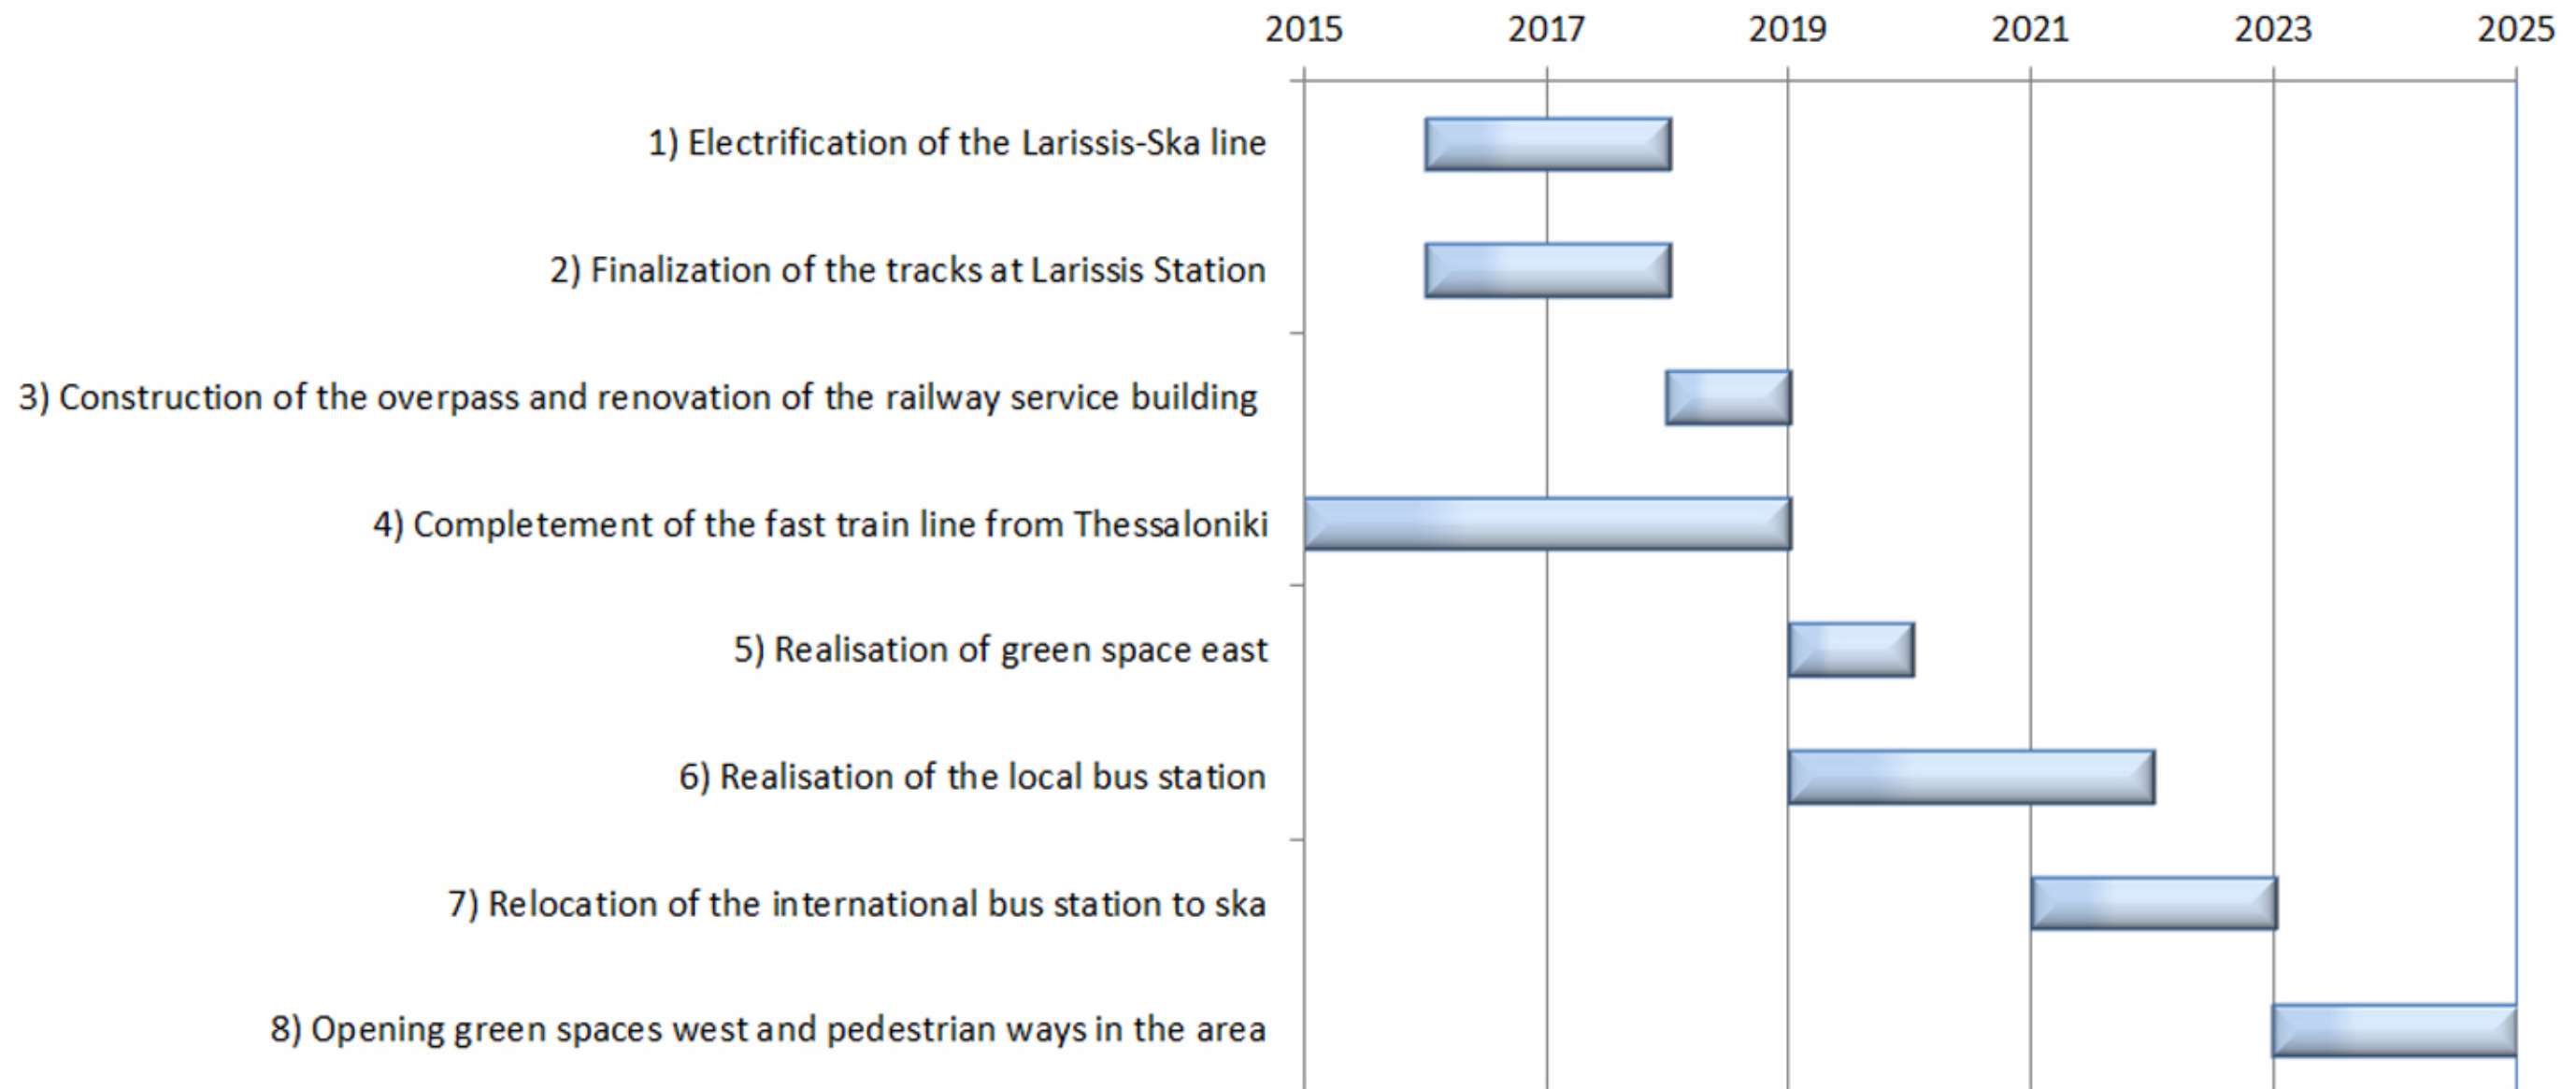 2015 2017 2019 2021 2023 2025
1) Electrification of the Larissis-Ska line
2) Finalization of the tracks at Larissis Station
3) Construction of the overpass and renovation of the railway service building
4) Completement of the fast train line from Thessaloniki
5) Realisation of green space east
6) Realisation of the local bus station
7) Relocation of the international bus station to ska
8) Opening green spaces west and pedestrian ways in the area